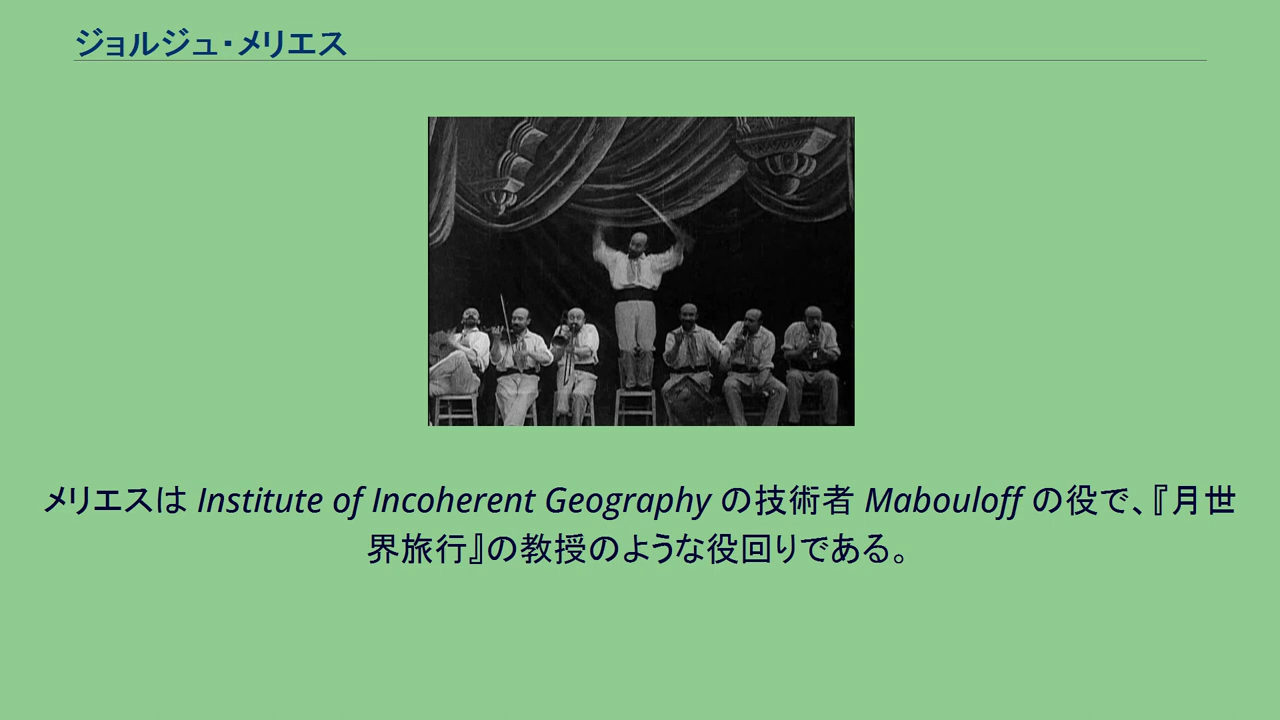 ジョルジュ・メリエス
メリエスは Institute of Incoherent Geography の技術者 Mabouloff の役で、『月世
界旅行』の教授のような役回りである。